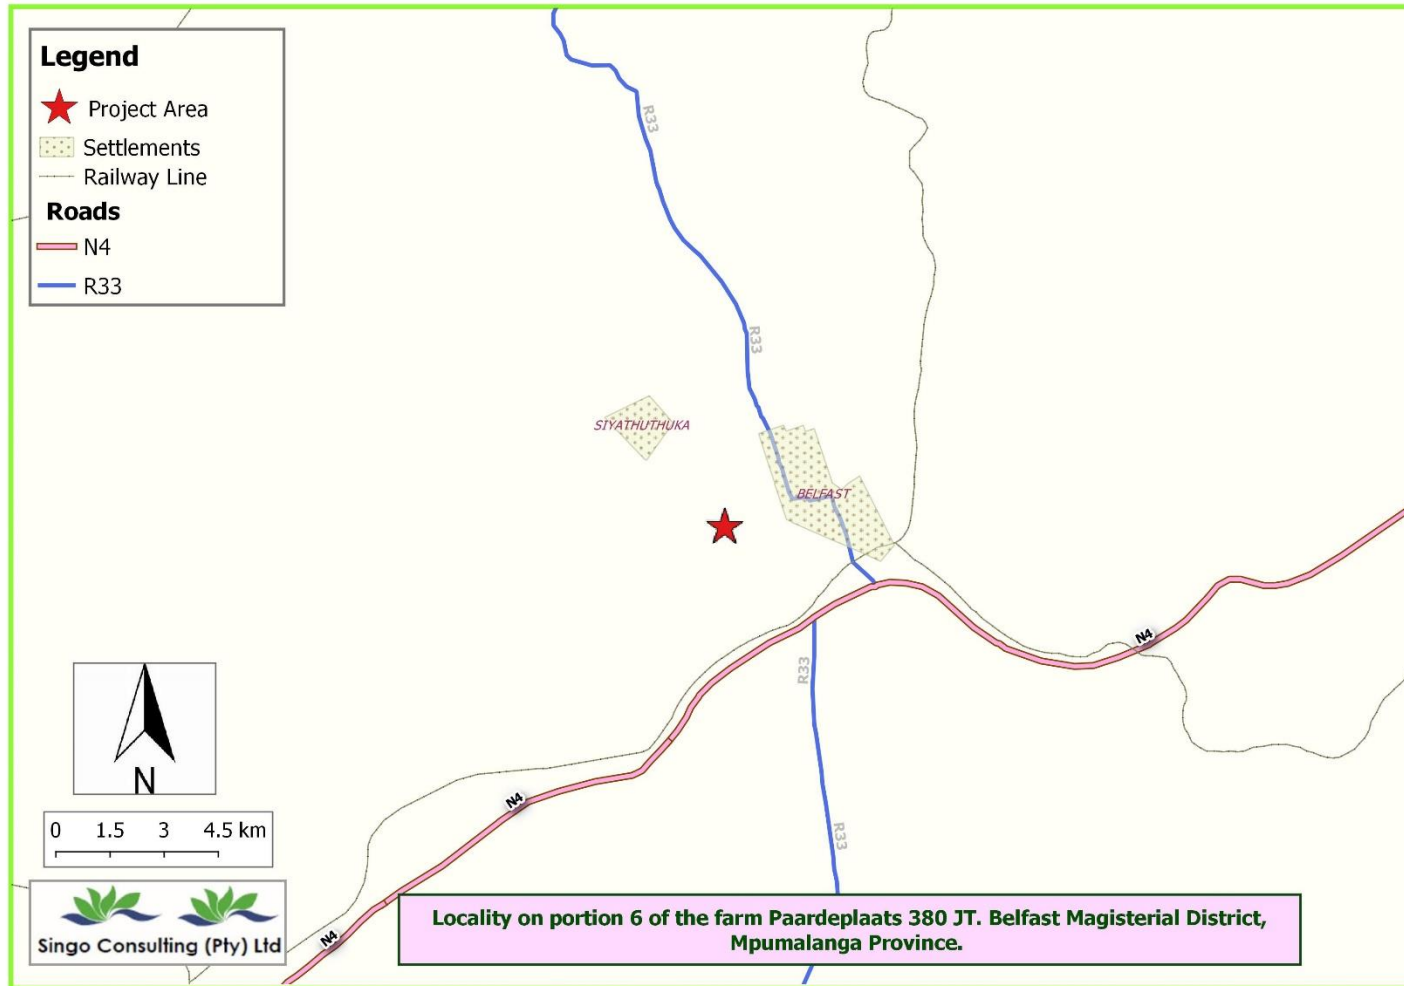 Legend
Project Area
Settlements
Railway Line
Roads
N4
R33
R33
R33
SIYATHUTHUKA
BELFAST
N4
R33
N4
R33
N4
N
0 1.5 3 4.5 km
Singo Consulting (Pty) Ltd
Locality on portion 6 of the farm Paardeplaats 380 JT. Belfast Magisterial District,
Mpumalanga Province.